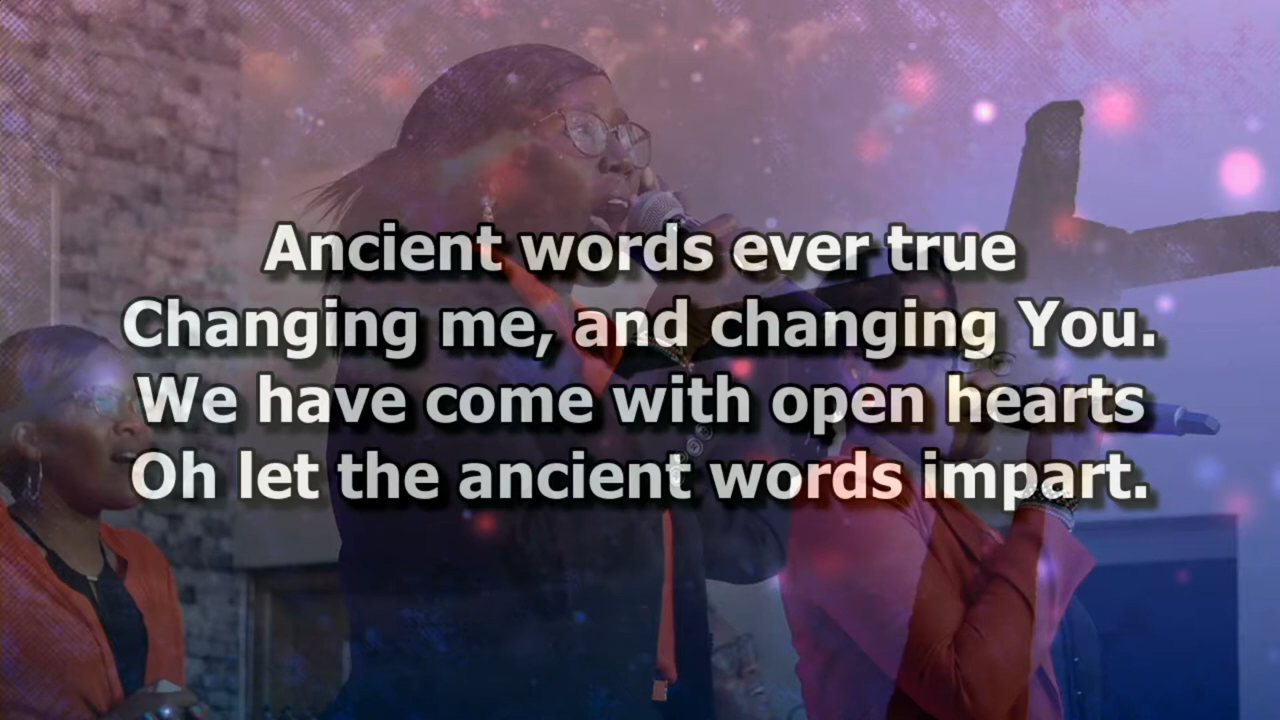 Ancient words ever true
Changing me, and changing You.
We have come with open hearts
Oh let the ancient words impart.